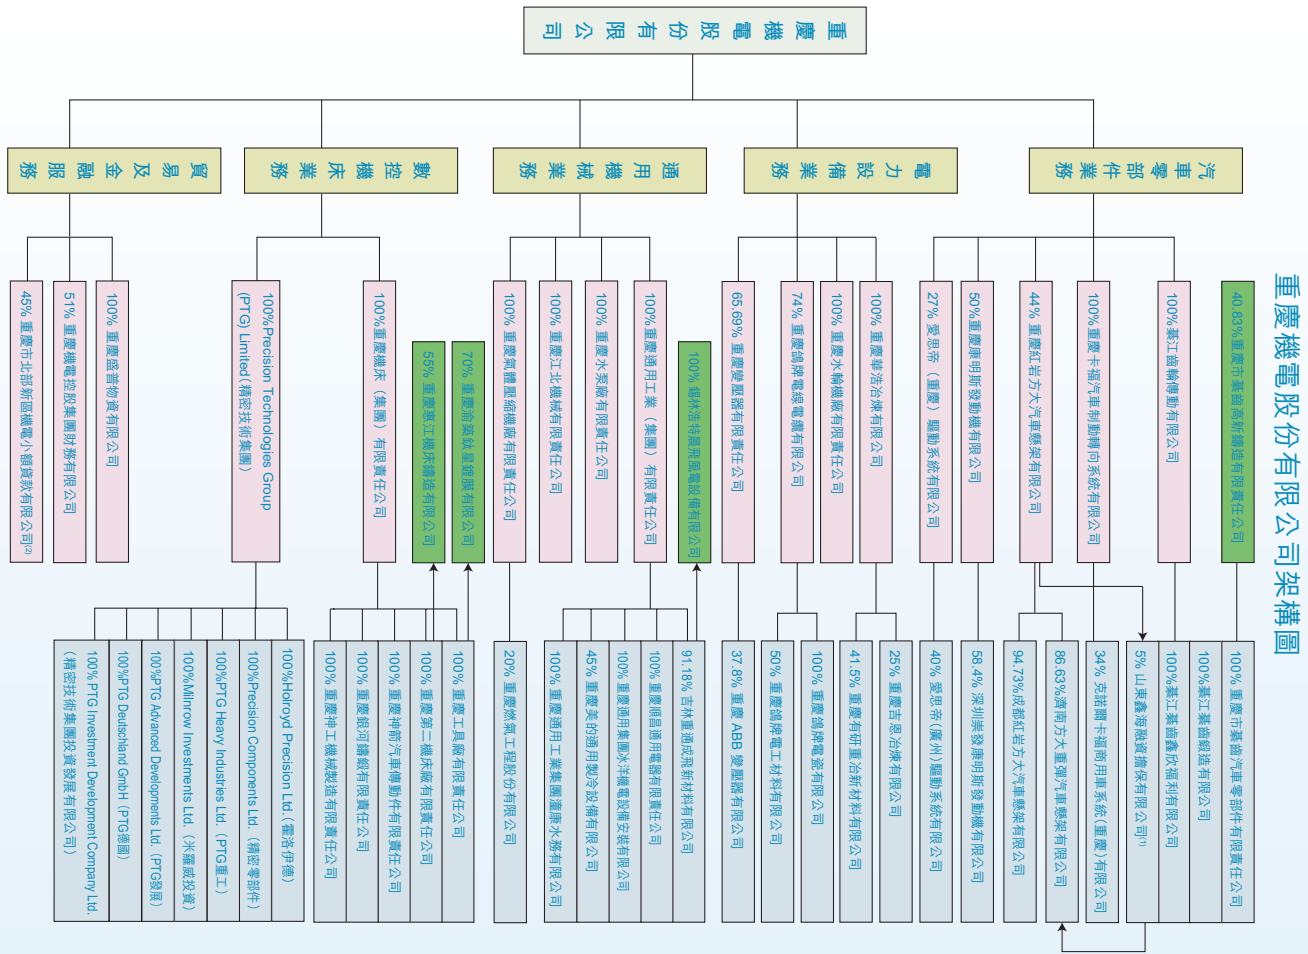 重慶機電股份有限公司架構圖
重慶機電股份有限公司
汽車零部件業務
電力設備業務
通用機械業務
數控機床業務
貿易及金融服務
40.83%重慶市綦齒高新鑄造有限責任公司
100%綦江齒輪傳動有限公司
100%重慶卡福汽車制動轉向系統有限公司
44% 重慶紅岩方大汽車懸架有限公司
50%重慶康明斯發動機有限公司
27% 愛思帝（重慶）驅動系統有限公司
100% 重慶華浩冶煉有限公司
100% 重慶水輪機廠有限責任公司
74% 重慶鴿牌電線電纜有限公司
65.69% 重慶變壓器有限責任公司
100% 錫林浩特晨飛風電設備有限公司
100%重慶通用工業（集團）有限責任公司
100% 重慶水泵廠有限責任公司
100% 重慶江北機械有限責任公司
100% 重慶氣體壓縮機廠有限責任公司
70% 重慶渝築鈦星鍍膜有限公司
55% 重慶惠江機床鑄造有限公司
100%重慶機床（集團）有限責任公司
100%Precision Technologies Group
(PTG) Limited(精密技術集團)
100% 重慶盛普物資有限公司
51% 重慶機電控股集團財務有限公司
45% 重慶市北部新區機電小額貸款有限公司(2)
100% 重慶市綦齒汽車零部件有限責任公司
100%綦江綦齒鍛造有限公司
100%綦江綦齒鑫欣福利有限公司
5% 山東鑫海融資擔保有限公司(1)
34% 克諾爾卡福商用車系統(重慶)有限公司
86.63%濟南方大重彈汽車懸架有限公司
94.73%成都紅岩方大汽車懸架有限公司
58.4% 深圳崇發康明斯發動機有限公司
40% 愛思帝(廣州)驅動系統有限公司
25% 重慶吉恩冶煉有限公司
41.5% 重慶有研重冶新材料有限公司
100% 重慶鴿牌電瓷有限公司
50% 重慶鴿牌電工材料有限公司
37.8% 重慶 ABB 變壓器有限公司
91.18% 吉林重通成飛新材料有限公司
100% 重慶順昌通用電器有限責任公司
100% 重慶通用集團冰洋機電設備安裝有限公司
45% 重慶美的通用製冷設備有限公司
100% 重慶通用工業集團潼康水務有限公司
20% 重慶燃氣工程股份有限公司
100% 重慶工具廠有限責任公司
100% 重慶第二機床廠有限責任公司
100% 重慶神箭汽車傳動件有限責任公司
100% 重慶銀河鑄鍛有限責任公司
100% 重慶神工機械製造有限責任公司
100%Holroyd Precision Ltd.(霍洛伊德)
100%Precision Components Ltd.（精密零部件）
100%PTG Heavy Industries Ltd.（PTG重工）
100%Milnrow Investments Ltd.（米羅威投資）
100%PTG Advanced Developments Ltd.（PTG發展）
100%PTG Deutschland GmbH（PTG德國）
100% PTG Investment Development Company Ltd.
（精密技術集團投資發展有限公司）